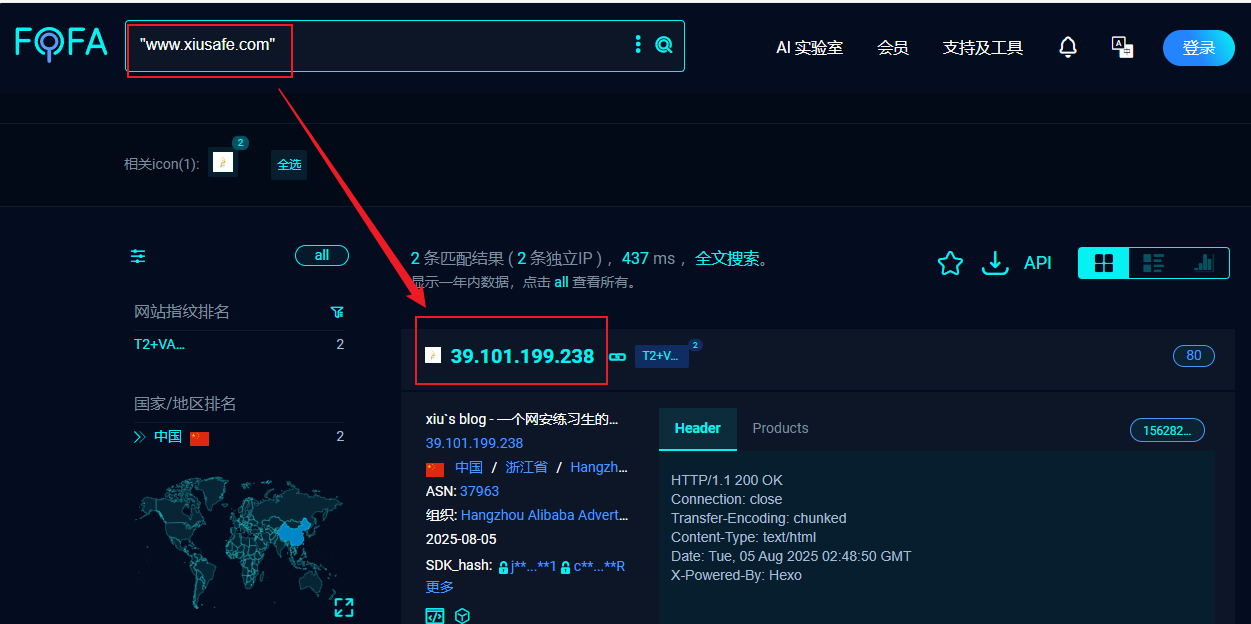 FOFA
"www.xiusafe.com"
AI 实验室
会员
支持及工具
登录
相关icon(1):
2
全选
all
2 条匹配结果 ( 2 条独立IP ) ，437 ms ，全文搜索。
显示一年内数据，点击 all 查看所有。
API
网站指纹排名
T2+VA...
2
国家/地区排名
中国
2
39.101.199.238
T2+V...
2
80
xiu`s blog - 一个网安练习生的...
39.101.199.238
中国 / 浙江省 / Hangzh...
ASN: 37963
组织: Hangzhou Alibaba Advert...
2025-08-05
SDK_hash: j**...**1 c**...**R
更多
Header
Products
156282...
HTTP/1.1 200 OK
Connection: close
Transfer-Encoding: chunked
Content-Type: text/html
Date: Tue, 05 Aug 2025 02:48:50 GMT
X-Powered-By: Hexo